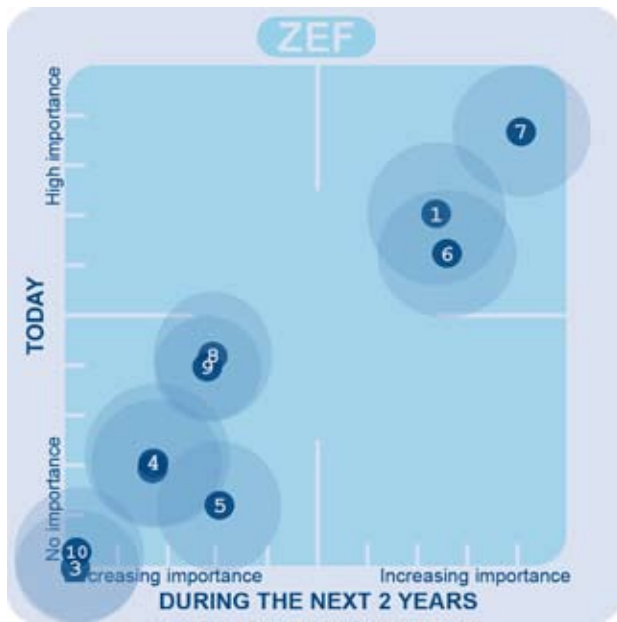 ZEF
High importance
7
1
6
TODAY
8
9
4
No importance
5
10
3
creasing importance
Increasing importance
DURING THE NEXT 2 YEARS